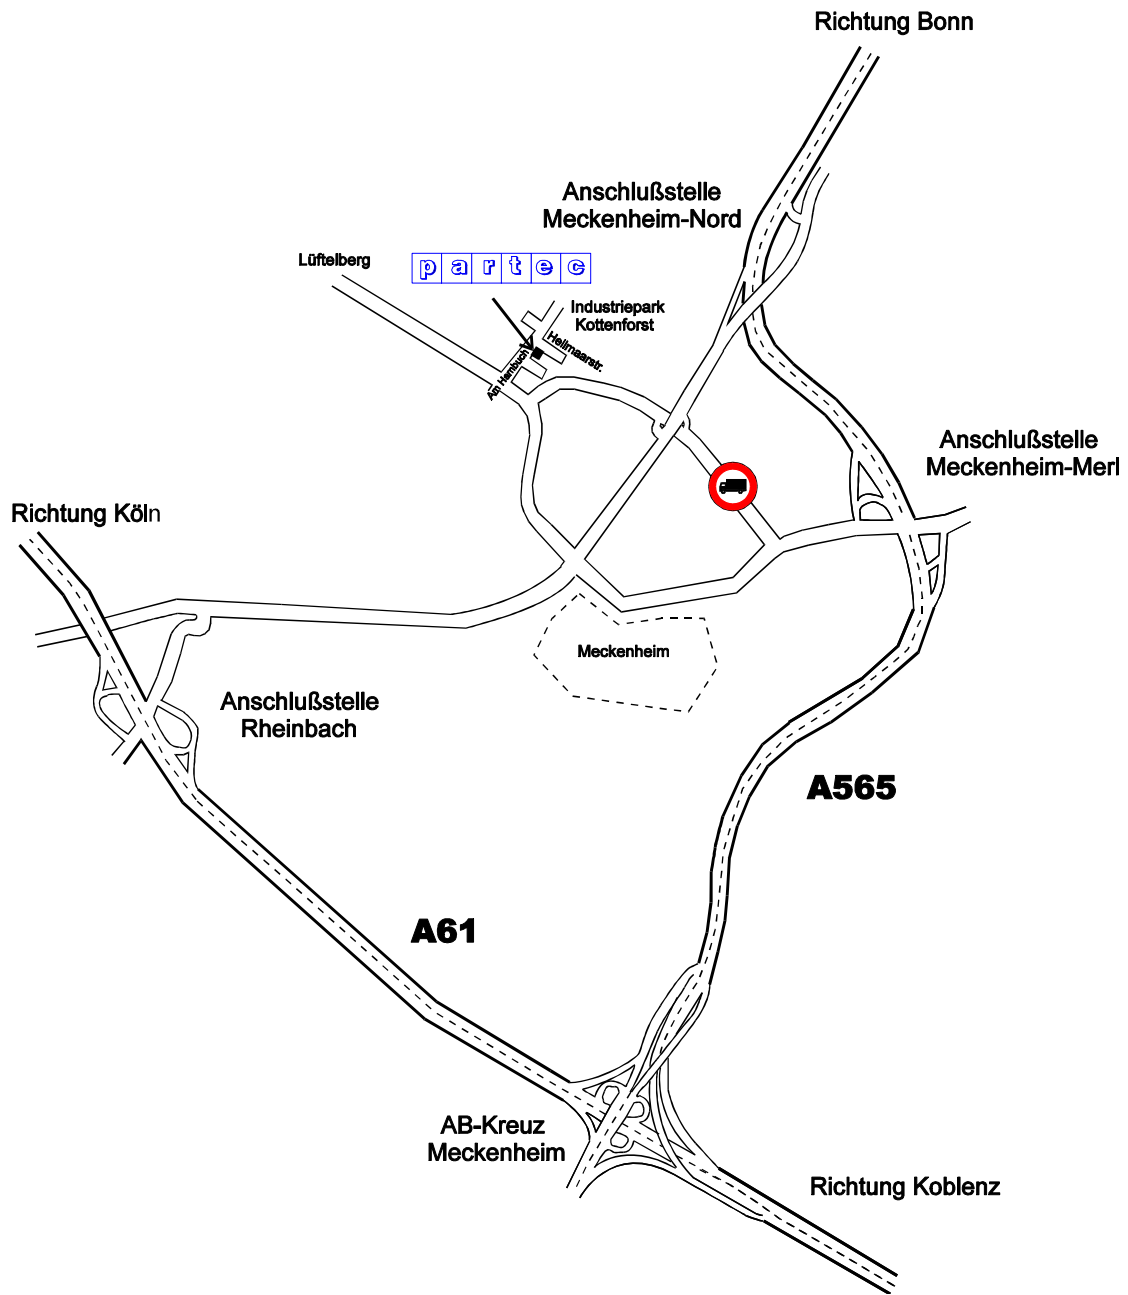 Richtung Bonn
Anschlußstelle
Meckenheim-Nord
Lüftelberg
partec
Industriepark
Kottenforst
Heilmaarstr.
Am Hambuch
Anschlußstelle
Meckenheim-Merl
Richtung Köln
Meckenheim
Anschlußstelle
Rheinbach
A565
A61
AB-Kreuz
Meckenheim
Richtung Koblenz